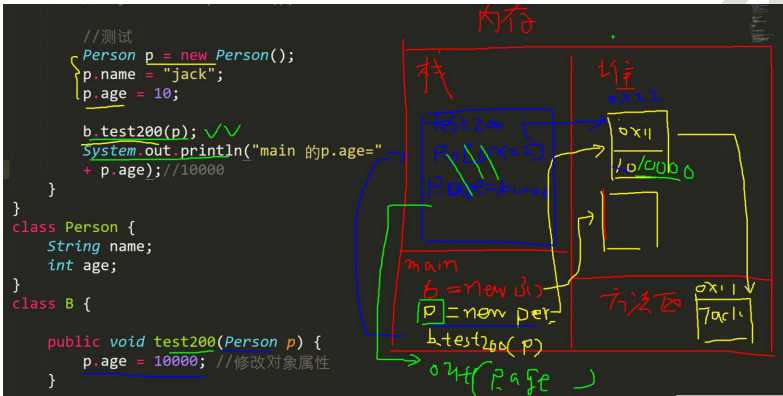 //测试
Person p = new Person();
p.name = "jack";
p.age = 10;
b.test200(p);
System.out.println("main 的p.age="
+ p.age);//10000
}
}
class Person {
String name;
int age;
}
class B {
public void test200(Person p) {
p.age = 10000; //修改对象属性
}
内存
栈
堆
test200
0x11
10
10000
main
b = new B()
p = new per
b.test200(p)
out(p.age )
方法区
0x11
Jack